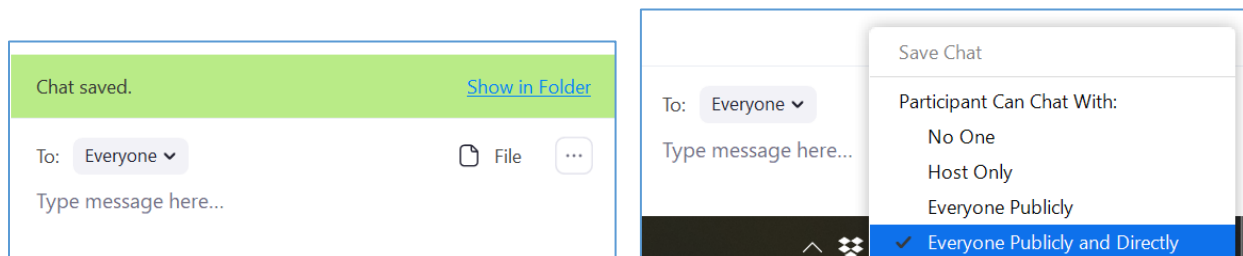 Chat saved. Show in Folder
To: Everyone File ...
Type message here...
Save Chat
To: Everyone
Type message here...
Participant Can Chat With:
No One
Host Only
Everyone Publicly
Everyone Publicly and Directly